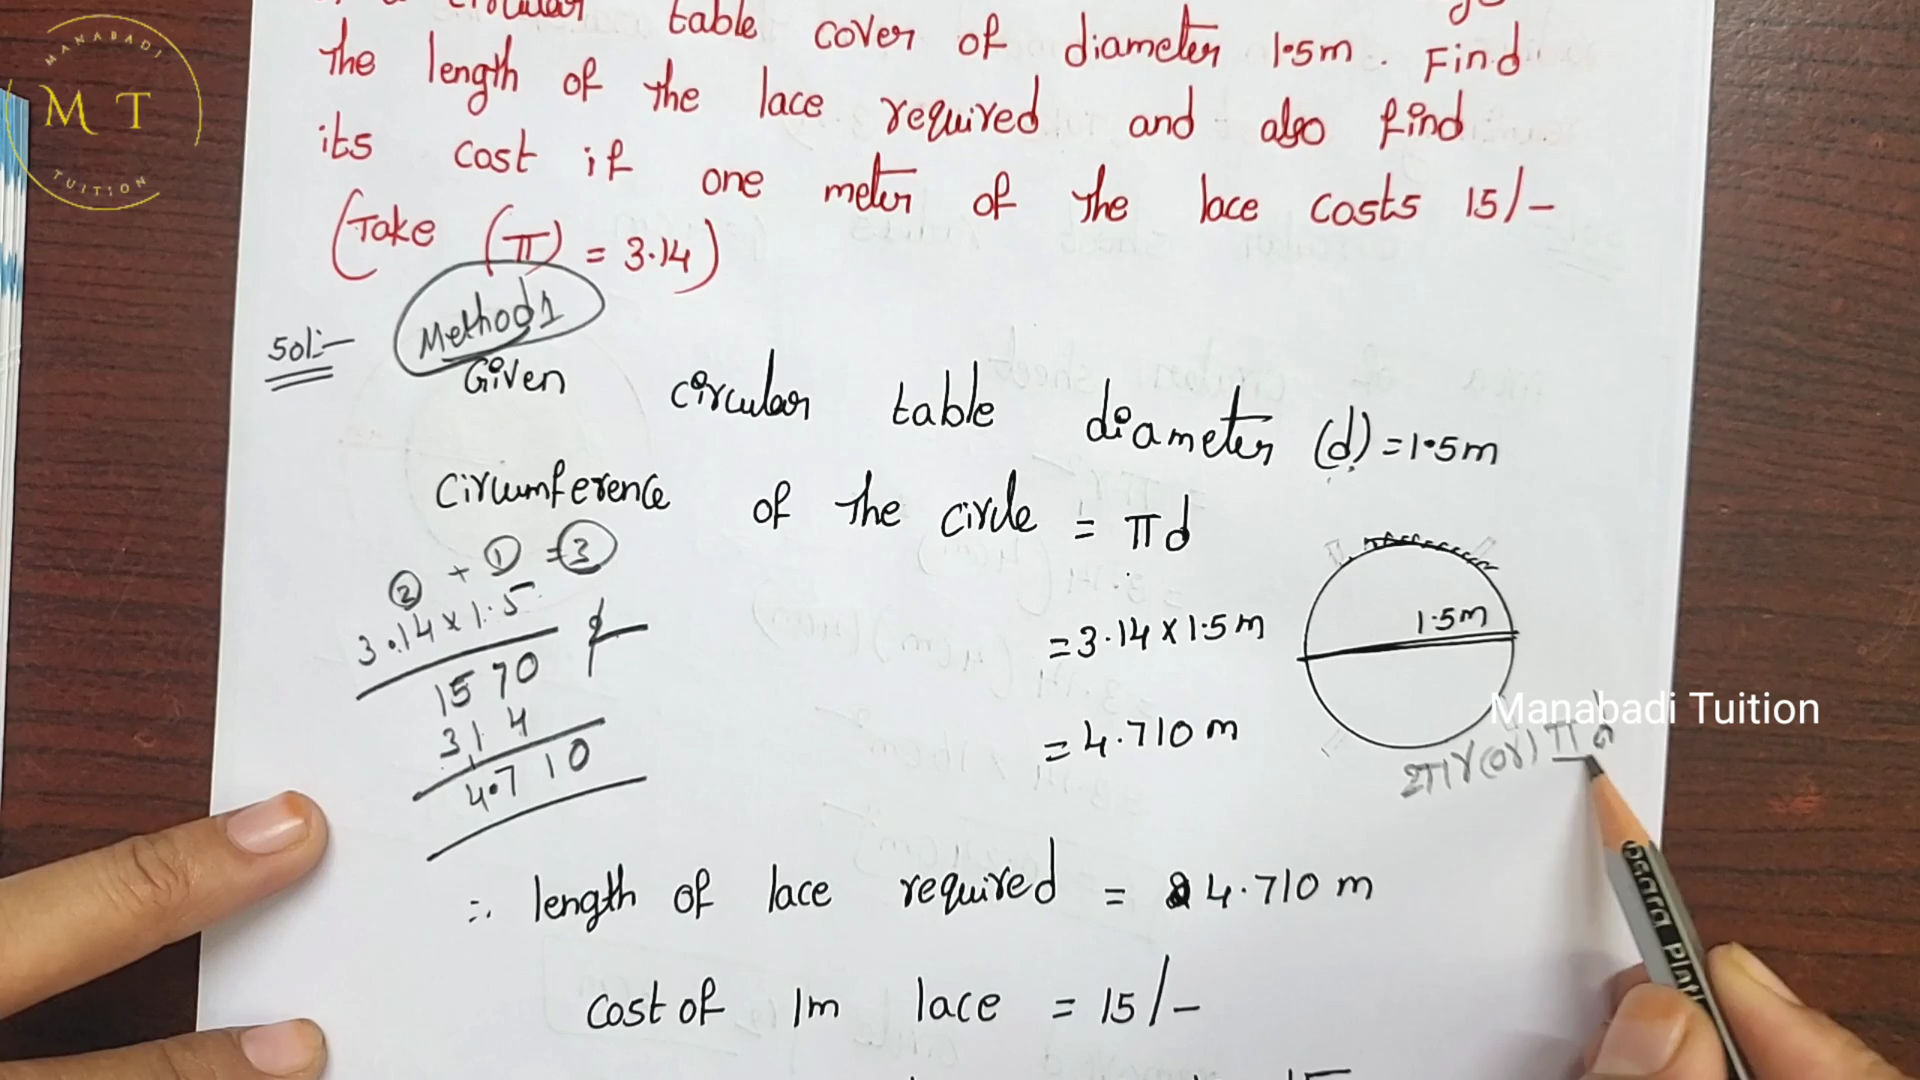 MANABADI
MT
TUITION
circular table cover of diameter 1.5m. Find
the length of the lace required and also find
its cost if one meter of the lace costs 15/-
(Take (π) = 3.14)
Sol:- Method 1
Given circular table diameter (d) = 1.5m
Circumference of the circle = πd
② + ① = ③
3.14 × 1.5
1570
314
4.710
= 3.14 × 1.5 m
= 4.710 m
1.5m
Manabadi Tuition
2πr (or) πd
∴ length of lace required = 4.710 m
Cost of 1m lace = 15/-